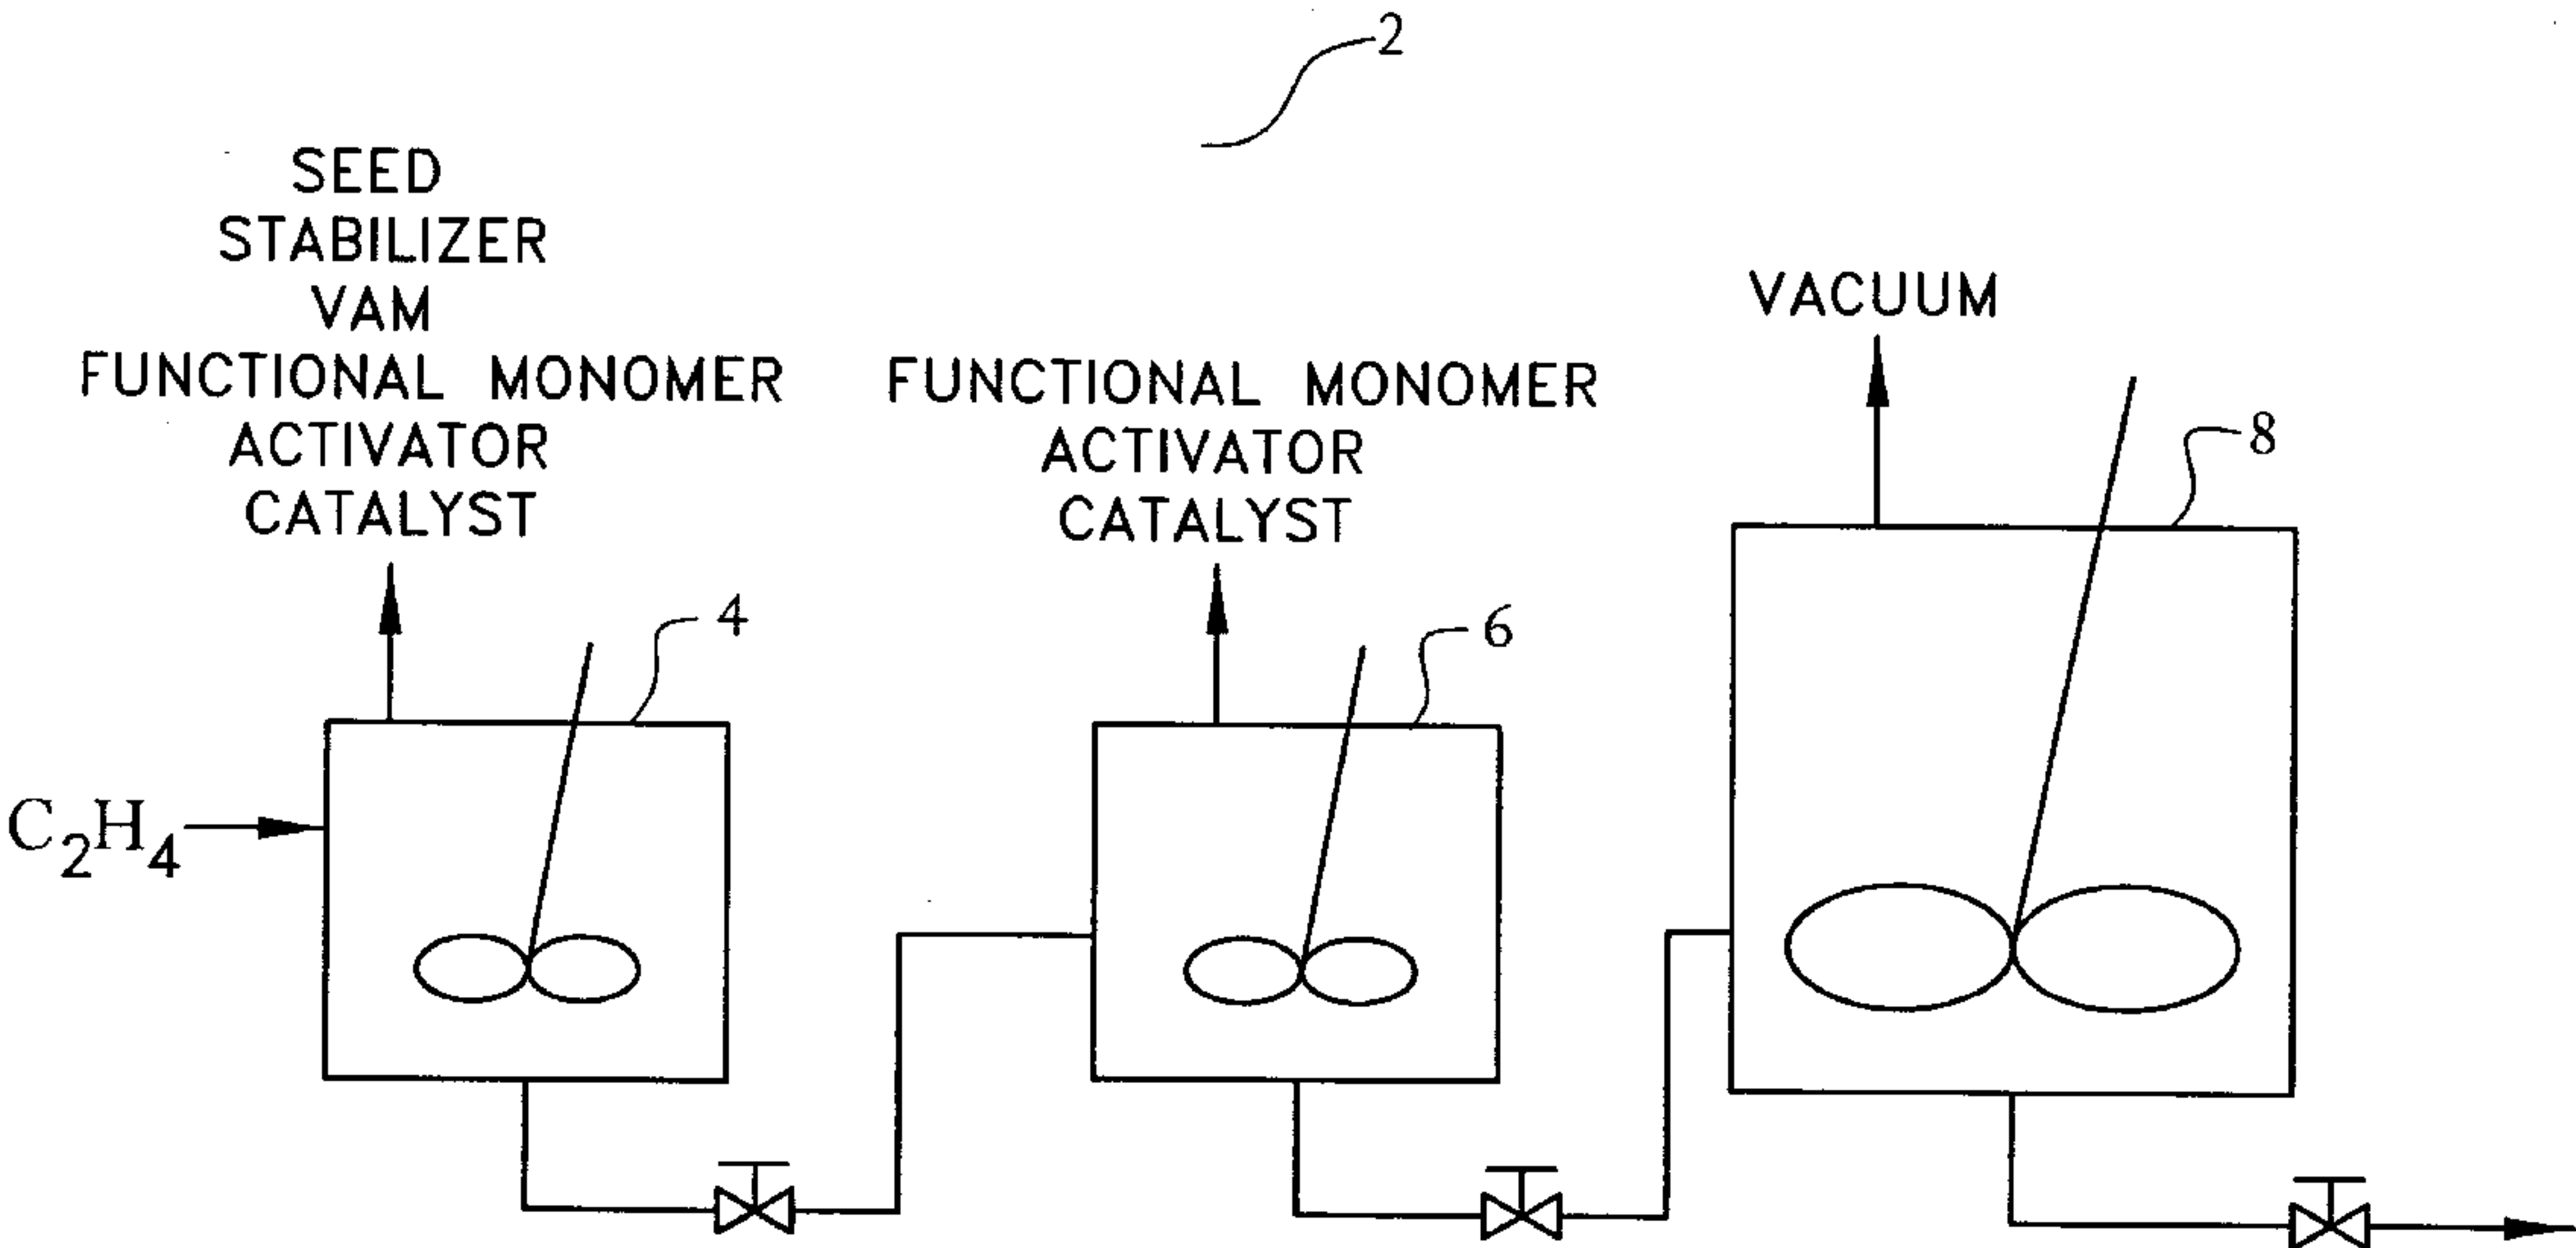 2
SEED
STABILIZER
VAM
FUNCTIONAL MONOMER
ACTIVATOR
CATALYST
FUNCTIONAL MONOMER
ACTIVATOR
CATALYST
VACUUM
8
4
6
C₂H₄